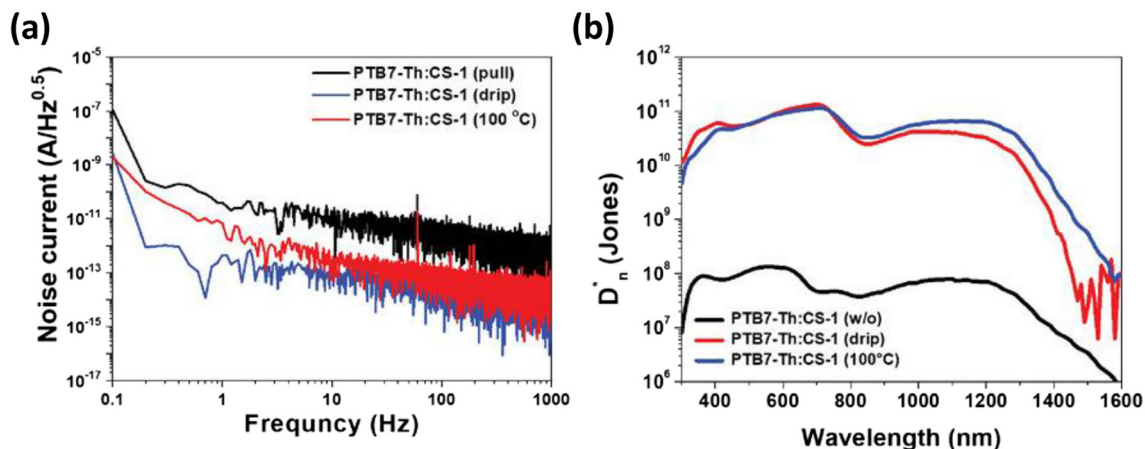 (a)
Noise current (A/Hz^0.5)
10^-5
10^-7
10^-9
10^-11
10^-13
10^-15
10^-17
PTB7-Th:CS-1 (pull)
PTB7-Th:CS-1 (drip)
PTB7-Th:CS-1 (100 °C)
0.1 1 10 100 1000
Frequncy (Hz)
(b)
D*n (Jones)
10^12
10^11
10^10
10^9
10^8
10^7
10^6
PTB7-Th:CS-1 (w/o)
PTB7-Th:CS-1 (drip)
PTB7-Th:CS-1 (100°C)
400 600 800 1000 1200 1400 1600
Wavelength (nm)